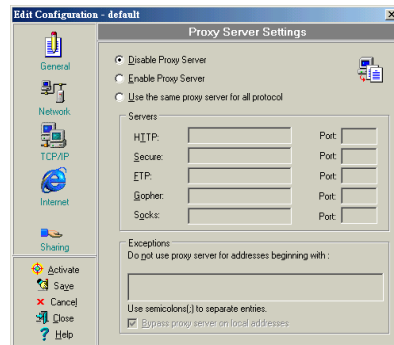 Edit Configuration - default
Proxy Server Settings
General
Network
TCP/IP
Internet
Sharing
Activate
Save
Cancel
Close
Help
Disable Proxy Server
Enable Proxy Server
Use the same proxy server for all protocol
Servers
HTTP: Port:
Secure: Port:
FTP: Port:
Gopher: Port:
Socks: Port:
Exceptions
Do not use proxy server for addresses beginning with :
Use semicolons(;) to separate entries.
Bypass proxy server on local addresses